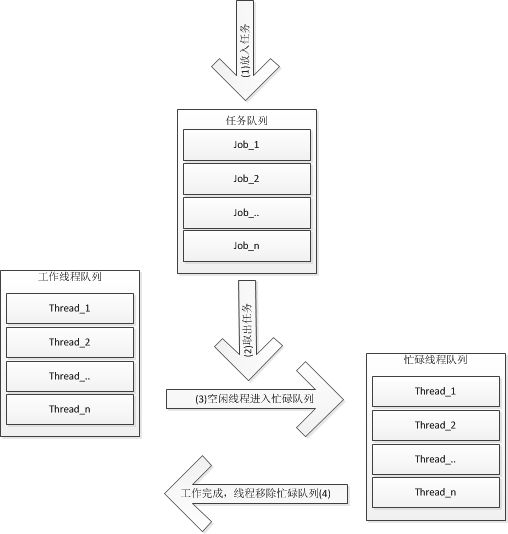 (1)放入任务
任务队列
Job_1
Job_2
Job_..
Job_n
工作线程队列
Thread_1
Thread_2
Thread_..
Thread_n
(2)取出任务
(3)空闲线程进入忙碌队列
忙碌线程队列
Thread_1
Thread_2
Thread_..
Thread_n
工作完成，线程移除忙碌队列(4)